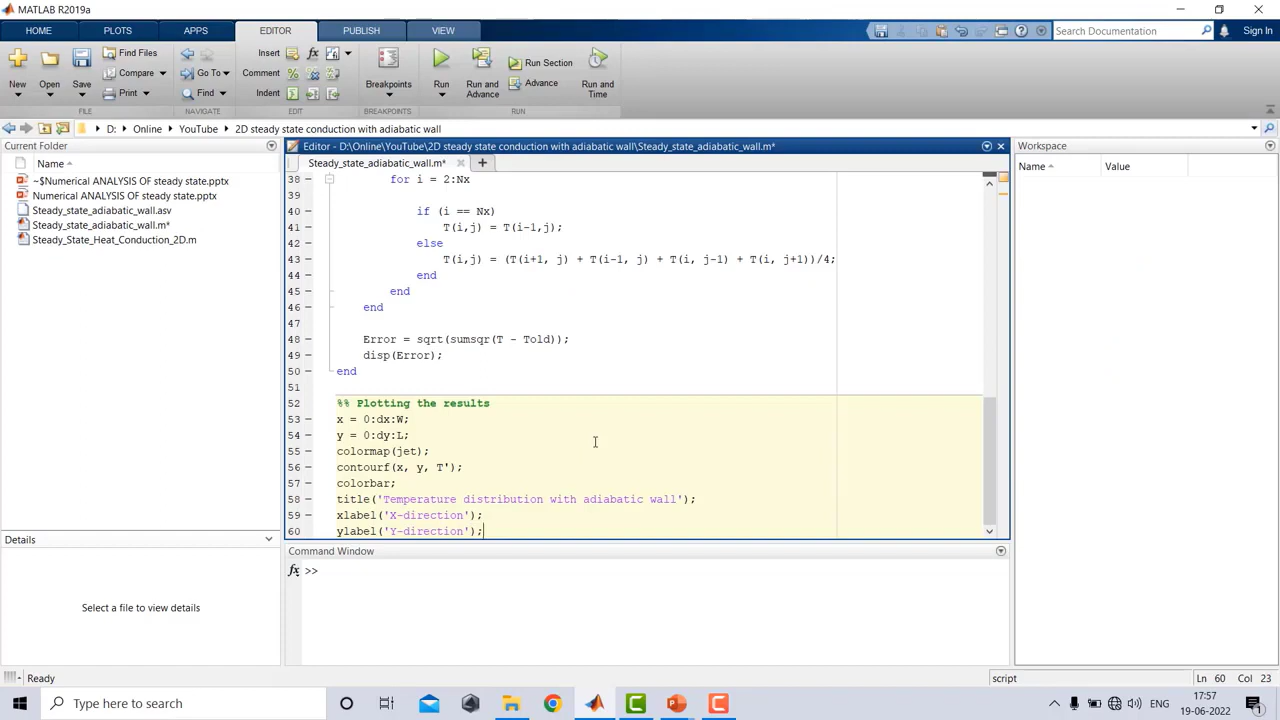 MATLAB R2019a
HOME PLOTS APPS EDITOR PUBLISH VIEW Search Documentation Sign In
New Open Save Find Files Compare Print Go To Find Insert Comment Indent Breakpoints Run Run and Advance Run Section Advance Run and Time
FILE NAVIGATE EDIT BREAKPOINTS RUN
D: Online YouTube 2D steady state conduction with adiabatic wall
Current Folder
Name
~$Numerical ANALYSIS OF steady state.pptx
Numerical ANALYSIS OF steady state.pptx
Steady_state_adiabatic_wall.asv
Steady_state_adiabatic_wall.m*
Steady_State_Heat_Conduction_2D.m
Details
Select a file to view details
Editor - D:\Online\YouTube\2D steady state conduction with adiabatic wall\Steady_state_adiabatic_wall.m*
Steady_state_adiabatic_wall.m*
38 for i = 2:Nx
39
40 if (i == Nx)
41 T(i,j) = T(i-1,j);
42 else
43 T(i,j) = (T(i+1, j) + T(i-1, j) + T(i, j-1) + T(i, j+1))/4;
44 end
45 end
46 end
47
48 Error = sqrt(sumsqr(T - Told));
49 disp(Error);
50 end
51
52 %% Plotting the results
53 x = 0:dx:W;
54 y = 0:dy:L;
55 colormap(jet);
56 contourf(x, y, T');
57 colorbar;
58 title('Temperature distribution with adiabatic wall');
59 xlabel('X-direction');
60 ylabel('Y-direction');
Command Window
fx >>
Workspace
Name Value
Ready
script Ln 60 Col 23
Type here to search
ENG
17:57
19-06-2022
1